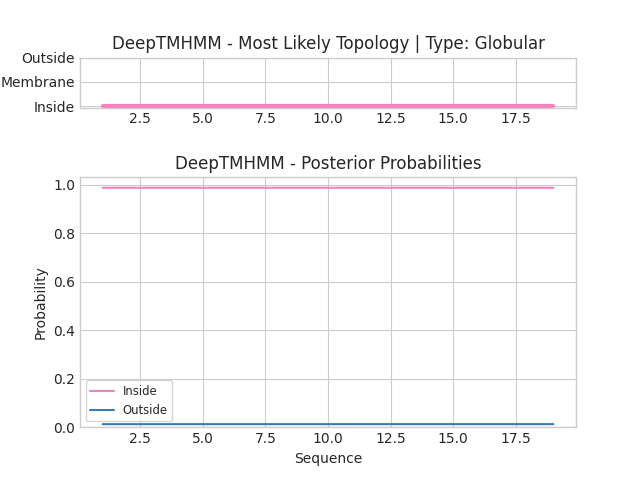 DeepTMHMM - Most Likely Topology | Type: Globular
Outside
Membrane
Inside
2.5 5.0 7.5 10.0 12.5 15.0 17.5
DeepTMHMM - Posterior Probabilities
1.0
0.8
0.6
0.4
0.2
0.0
Probability
Inside
Outside
2.5 5.0 7.5 10.0 12.5 15.0 17.5
Sequence